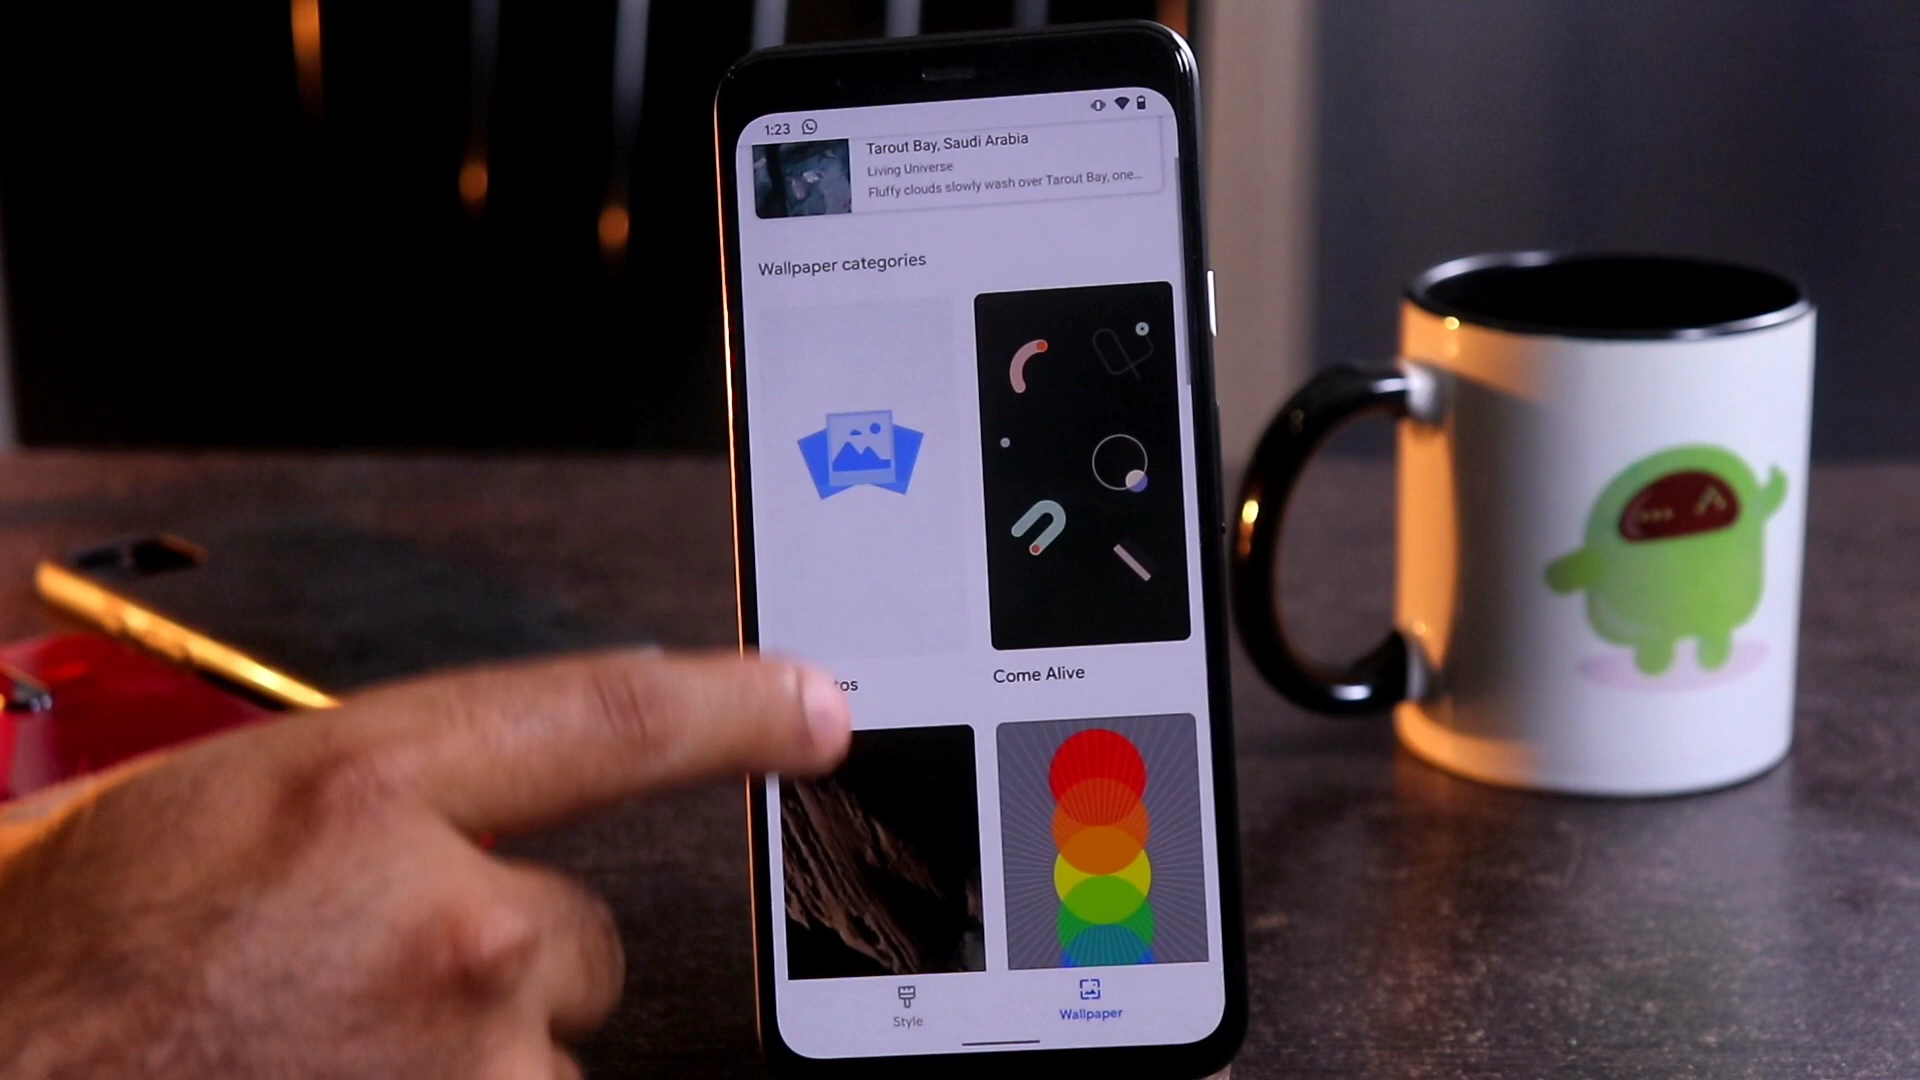 1:23
Tarout Bay, Saudi Arabia
Living Universe
Fluffy clouds slowly wash over Tarout Bay, one...
Wallpaper categories
tos
Come Alive
Style
Wallpaper